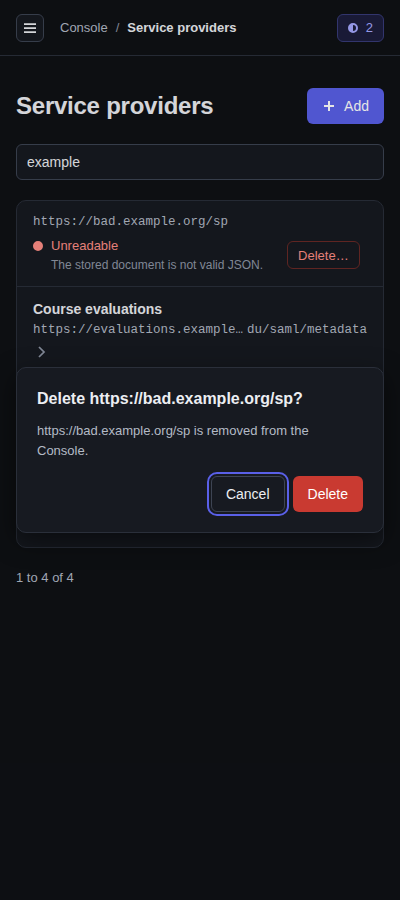 Console / Service providers
2
Service providers
Add
example
https://bad.example.org/sp
Unreadable
The stored document is not valid JSON.
Delete…
Course evaluations
https://evaluations.example… du/saml/metadata
Delete https://bad.example.org/sp?
https://bad.example.org/sp is removed from the
Console.
Cancel
Delete
1 to 4 of 4